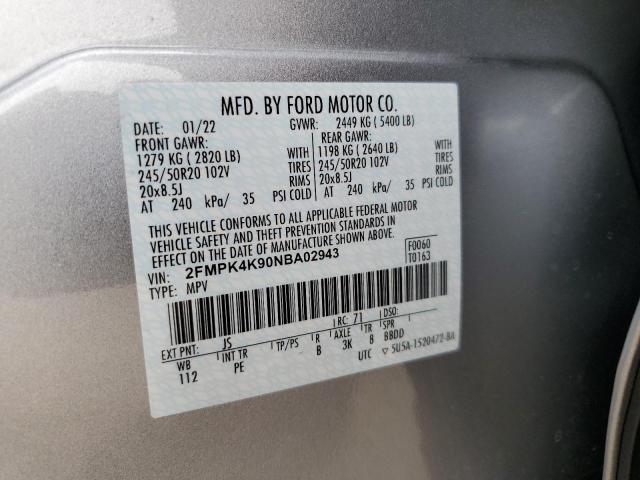 MFD. BY FORD MOTOR CO.
DATE: 01/22 GVWR: 2449 KG ( 5400 LB)
FRONT GAWR: REAR GAWR:
1279 KG ( 2820 LB) WITH 1198 KG ( 2640 LB) WITH
245/50R20 102V TIRES 245/50R20 102V TIRES
20x8.5J RIMS 20x8.5J RIMS
AT 240 kPa/ 35 PSI COLD AT 240 kPa/ 35 PSI COLD
THIS VEHICLE CONFORMS TO ALL APPLICABLE FEDERAL MOTOR
VEHICLE SAFETY AND THEFT PREVENTION STANDARDS IN
EFFECT ON THE DATE OF MANUFACTURE SHOWN ABOVE.
VIN: 2FMPK4K90NBA02943 F0060
TYPE: MPV T0163
EXT PNT: JS RC: 71 DSO:
WB INT TR TP/PS R AXLE TR SPR
112 PE B 3K B BBDD
UTC ▽ 5U5A-1520472-BA